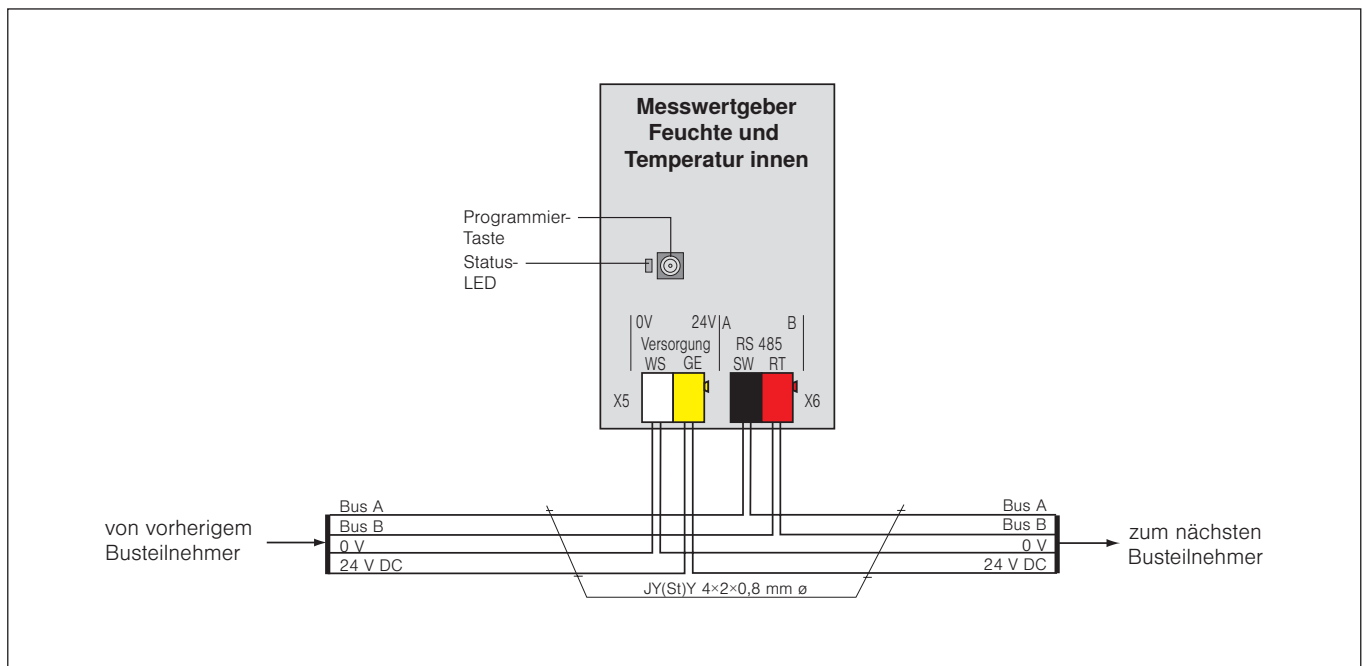 Messwertgeber
Feuchte und
Temperatur innen
Programmier-
Taste
Status-
LED
0V 24V A B
Versorgung RS 485
WS GE SW RT
X5 X6
von vorherigem
Busteilnehmer
Bus A
Bus B
0 V
24 V DC
Bus A
Bus B
0 V
24 V DC
zum nächsten
Busteilnehmer
JY(St)Y 4×2×0,8 mm ø